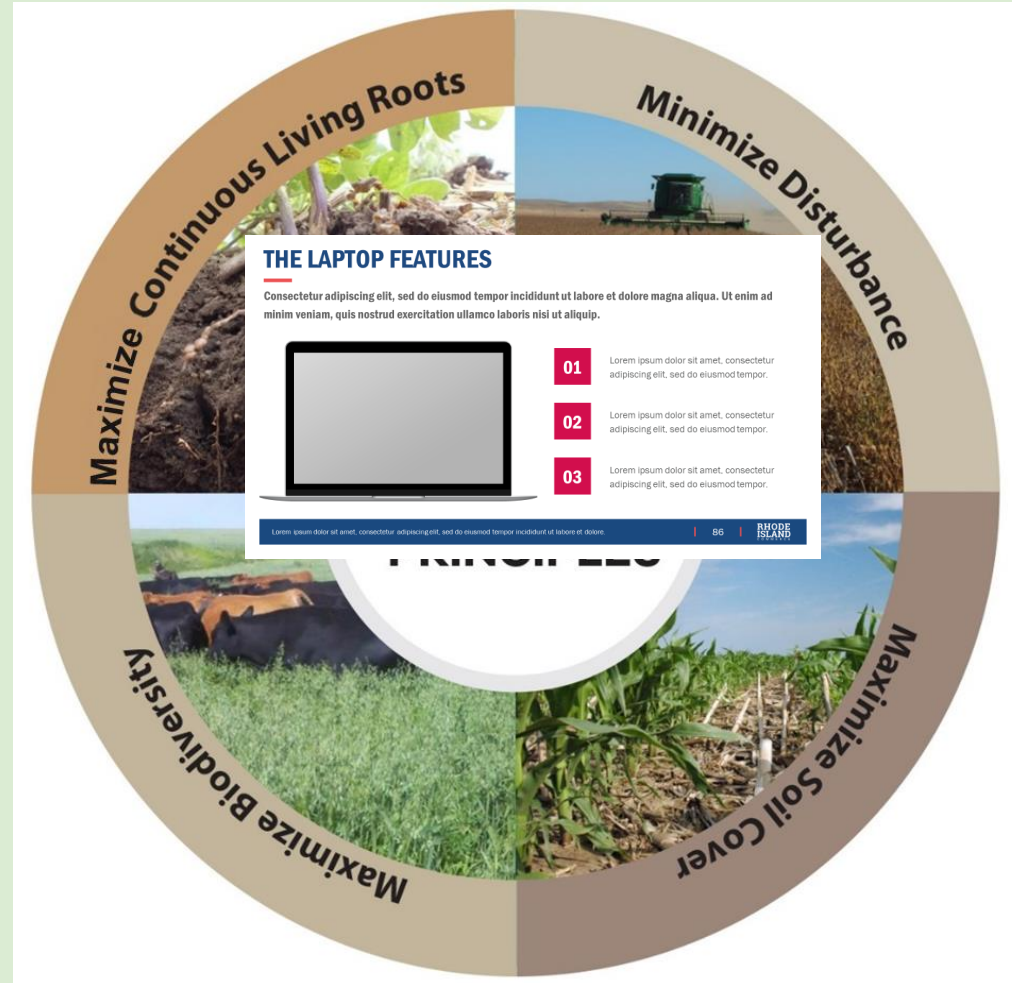 Maximize Continuous Living Roots
Minimize Disturbance
THE LAPTOP FEATURES
Consectetur adipiscing elit, sed do eiusmod tempor incididunt ut labore et dolore magna aliqua. Ut enim ad
minim veniam, quis nostrud exercitation ullamco laboris nisi ut aliquip.
01
Lorem ipsum dolor sit amet, consectetur
adipiscing elit, sed do eiusmod tempor.
02
Lorem ipsum dolor sit amet, consectetur
adipiscing elit, sed do eiusmod tempor.
03
Lorem ipsum dolor sit amet, consectetur
adipiscing elit, sed do eiusmod tempor.
Lorem ipsum dolor sit amet, consectetur adipiscing elit, sed do eiusmod tempor incididunt ut labore et dolore.
86
RHODE
ISLAND
COMMERCE
PRINCIPLES
Maximize Biodiversity
Maximize Soil Cover